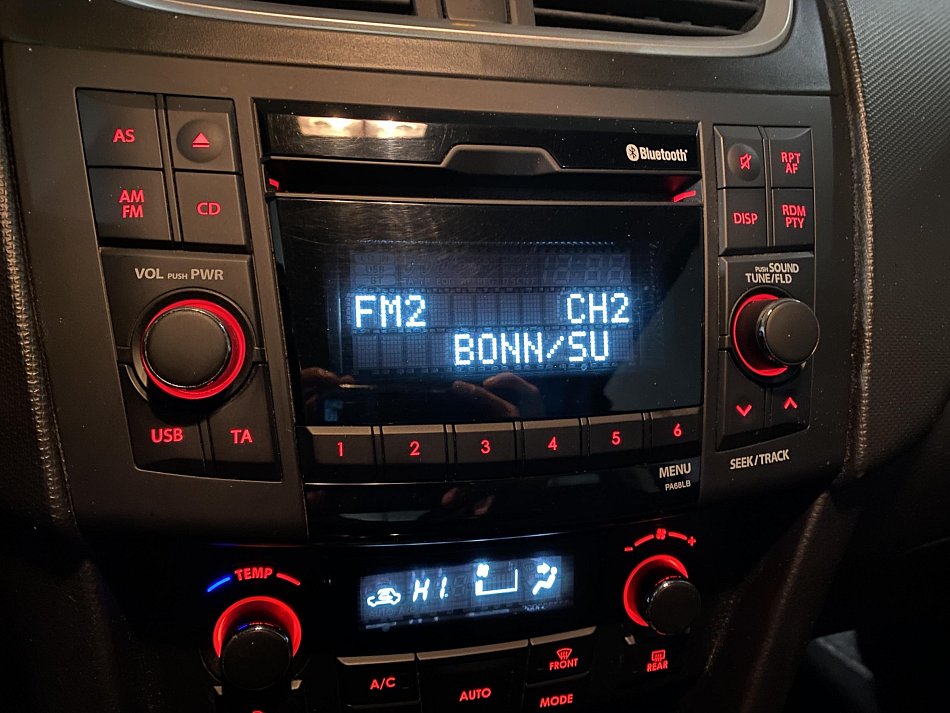 AS
AM
FM
CD
VOL PUSH PWR
USB
TA
Bluetooth
FM2 CH2
BONN/SU
1 2 3 4 5 6
MENU
PA68LB
RPT
AF
DISP
RDM
PTY
PUSH SOUND
TUNE/FLD
SEEK/TRACK
TEMP
HI
- +
A/C
AUTO
FRONT
MODE
REAR